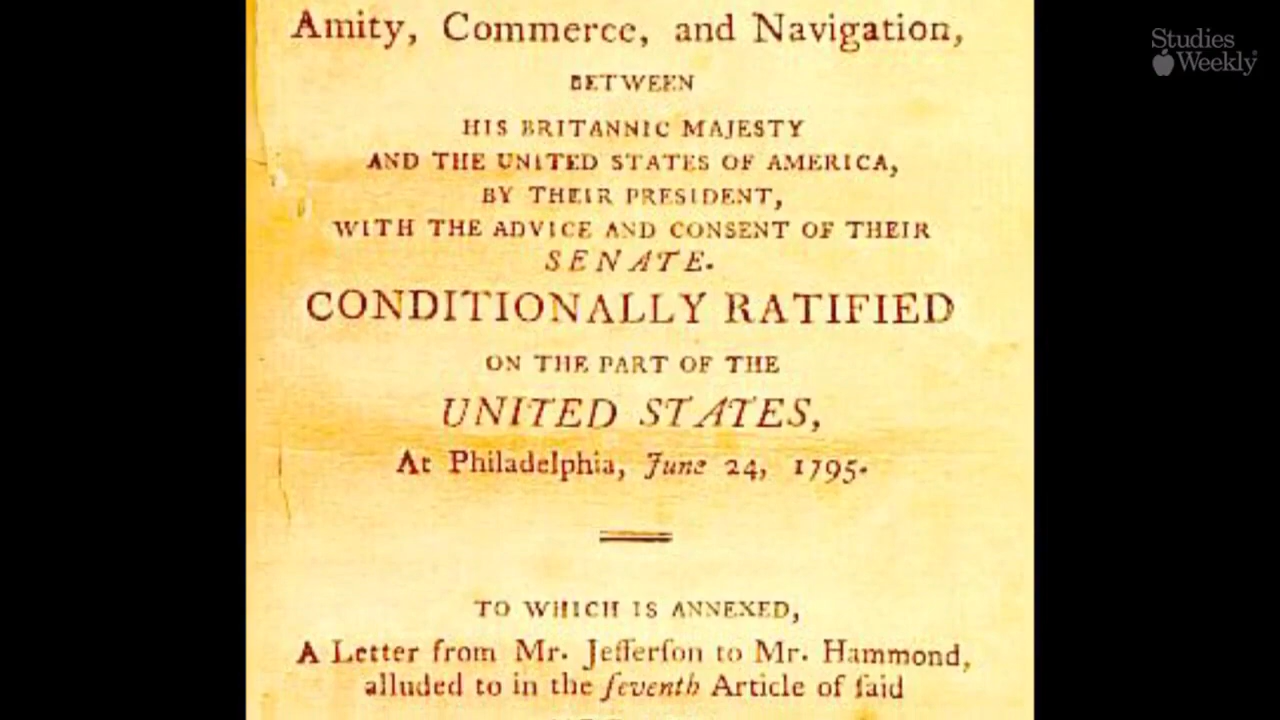 Amity, Commerce, and Navigation,
BETWEEN
HIS BRITANNIC MAJESTY
AND THE UNITED STATES OF AMERICA,
BY THEIR PRESIDENT,
WITH THE ADVICE AND CONSENT OF THEIR
SENATE.
CONDITIONALLY RATIFIED
ON THE PART OF THE
UNITED STATES,
At Philadelphia, June 24, 1795.
TO WHICH IS ANNEXED,
A Letter from Mr. Jefferſon to Mr. Hammond,
alluded to in the ſeventh Article of ſaid
Studies
Weekly